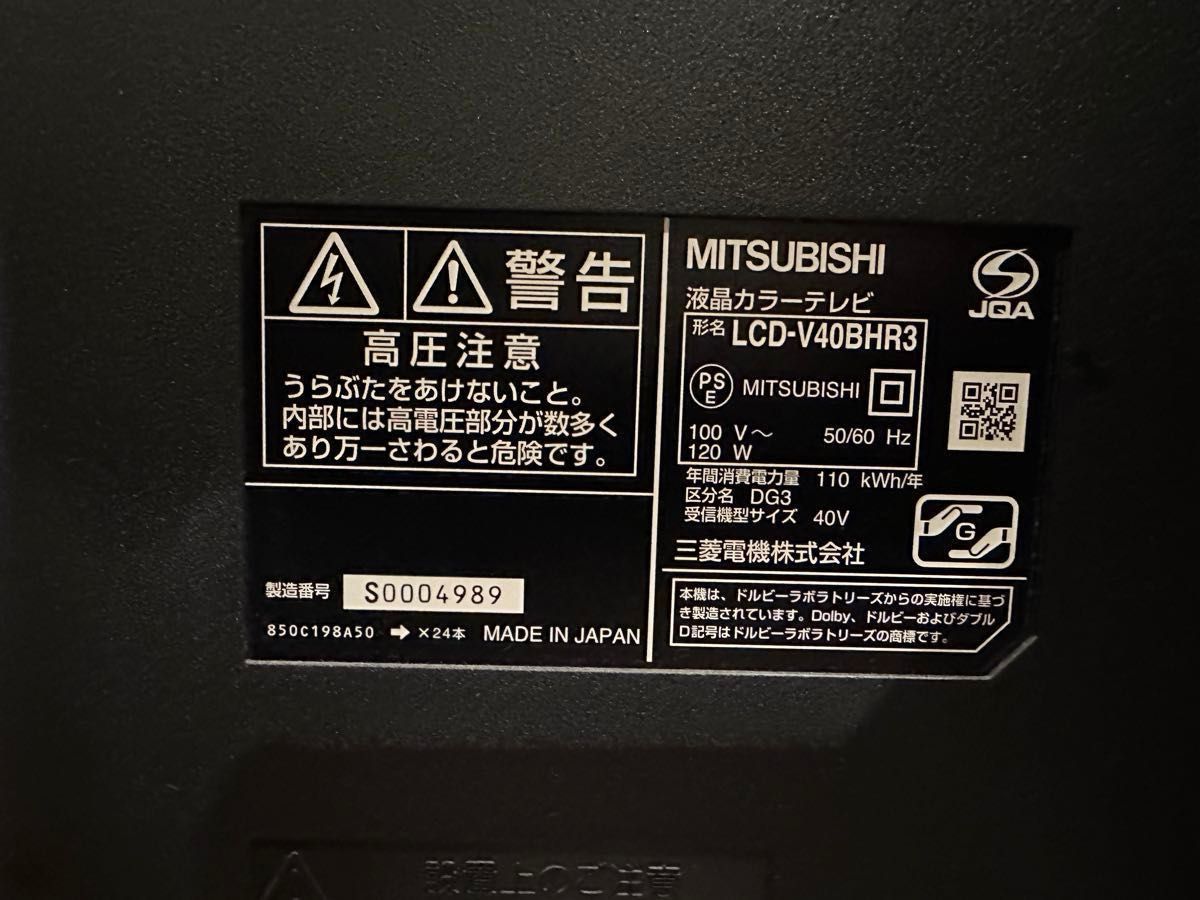 警告
高圧注意
うらぶたをあけないこと。
内部には高電圧部分が数多く
あり万一さわると危険です。
製造番号 S0004989
850C198A50 ➡ ×24本 MADE IN JAPAN
MITSUBISHI
液晶カラーテレビ
JQA
形名 LCD-V40BHR3
PS
E
MITSUBISHI
100 V～ 50/60 Hz
120 W
年間消費電力量 110 kWh/年
区分名 DG3
受信機型サイズ 40V
G
三菱電機株式会社
本機は、ドルビーラボラトリーズからの実施権に基づ
き製造されています。Dolby、ドルビーおよびダブル
D記号はドルビーラボラトリーズの商標です。
設置上のご注意